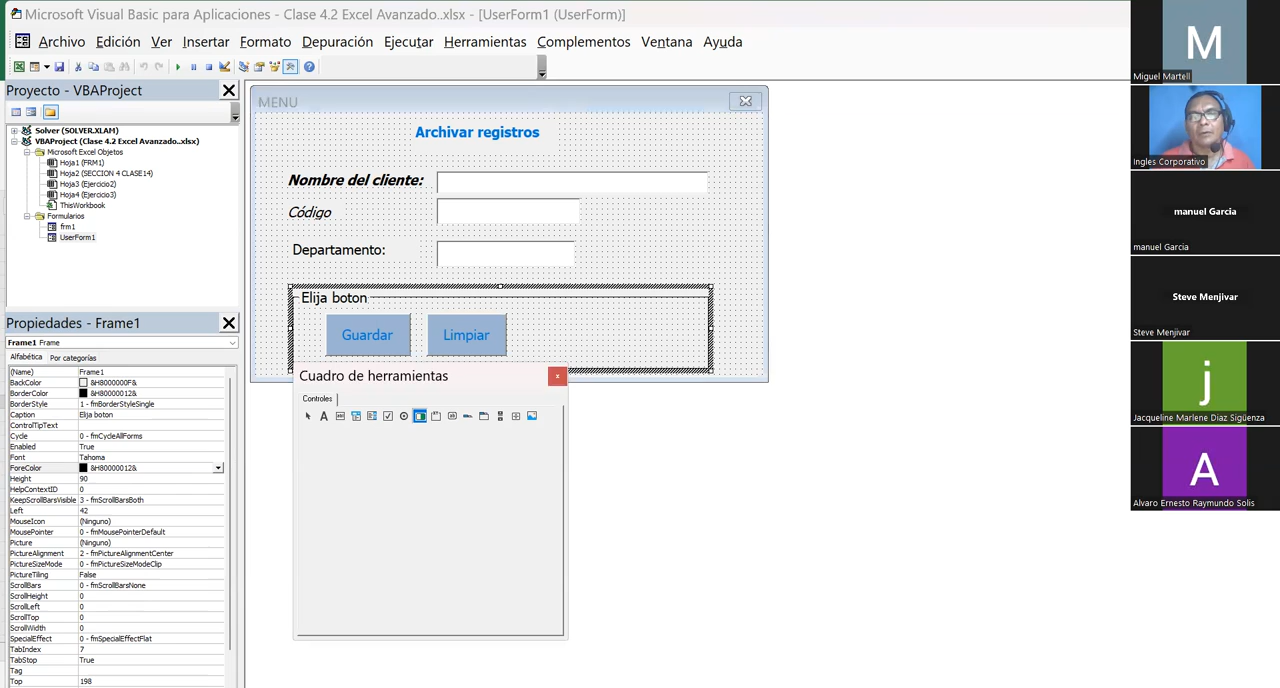 Microsoft Visual Basic para Aplicaciones - Clase 4.2 Excel Avanzado..xlsx - [UserForm1 (UserForm)]
Archivo Edición Ver Insertar Formato Depuración Ejecutar Herramientas Complementos Ventana Ayuda
Proyecto - VBAProject
Solver (SOLVER.XLAM)
VBAProject (Clase 4.2 Excel Avanzado..xlsx)
Microsoft Excel Objetos
Hoja1 (FRM1)
Hoja2 (SECCION 4 CLASE14)
Hoja3 (Ejercicio2)
Hoja4 (Ejercicio3)
ThisWorkbook
Formularios
frm1
UserForm1
Propiedades - Frame1
Frame1 Frame
Alfabética Por categorías
(Name) Frame1
BackColor &H8000000F&
BorderColor &H80000012&
BorderStyle 1 - fmBorderStyleSingle
Caption Elija boton
ControlTipText
Cycle 0 - fmCycleAllForms
Enabled True
Font Tahoma
ForeColor &H80000012&
Height 90
HelpContextID 0
KeepScrollBarsVisible 3 - fmScrollBarsBoth
Left 42
MouseIcon (Ninguno)
MousePointer 0 - fmMousePointerDefault
Picture (Ninguno)
PictureAlignment 2 - fmPictureAlignmentCenter
PictureSizeMode 0 - fmPictureSizeModeClip
PictureTiling False
ScrollBars 0 - fmScrollBarsNone
ScrollHeight 0
ScrollLeft 0
ScrollTop 0
ScrollWidth 0
SpecialEffect 0 - fmSpecialEffectFlat
TabIndex 7
TabStop True
Tag
Top 198
MENU
Archivar registros
Nombre del cliente:
Código
Departamento:
Elija boton
Guardar Limpiar
Cuadro de herramientas
Controles
M
Miguel Martell
Ingles Corporativo
manuel Garcia
manuel Garcia
Steve Menjivar
Steve Menjivar
j
Jacqueline Marlene Diaz Sigüenza
A
Alvaro Ernesto Raymundo Solis